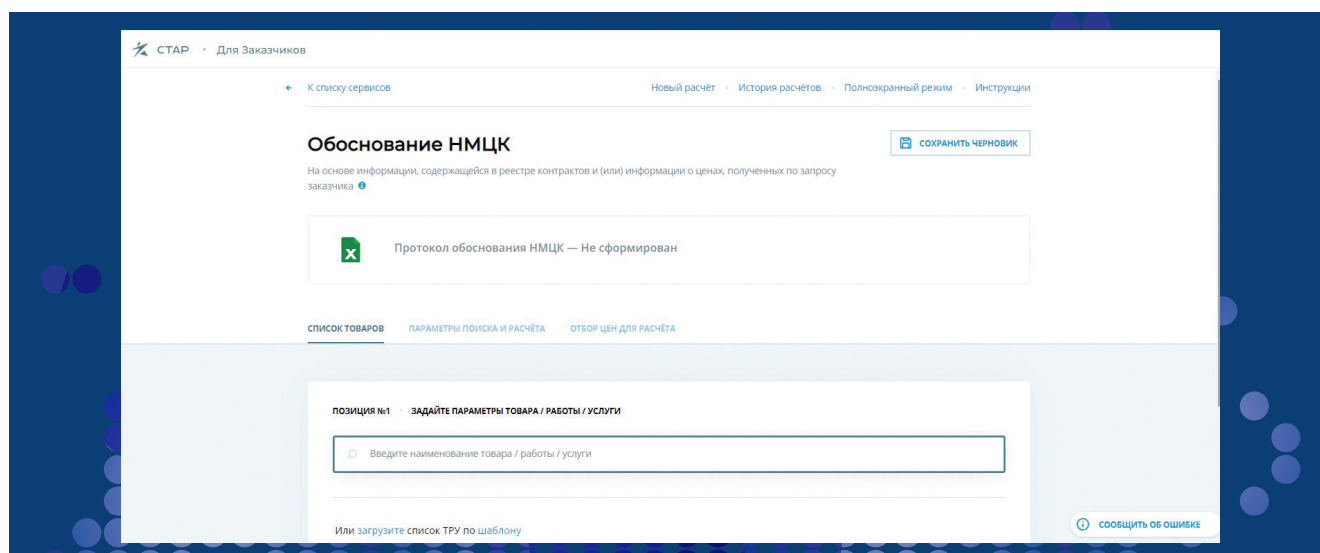 СТАР · Для Заказчиков
← К списку сервисов
Новый расчёт · История расчётов · Полноэкранный режим · Инструкции
Обоснование НМЦК
СОХРАНИТЬ ЧЕРНОВИК
На основе информации, содержащейся в реестре контрактов и (или) информации о ценах, полученных по запросу
заказчика
Протокол обоснования НМЦК — Не сформирован
СПИСОК ТОВАРОВ ПАРАМЕТРЫ ПОИСКА И РАСЧЁТА ОТБОР ЦЕН ДЛЯ РАСЧЁТА
ПОЗИЦИЯ №1 · ЗАДАЙТЕ ПАРАМЕТРЫ ТОВАРА / РАБОТЫ / УСЛУГИ
Введите наименование товара / работы / услуги
Или загрузите список ТРУ по шаблону
СООБЩИТЬ ОБ ОШИБКЕ